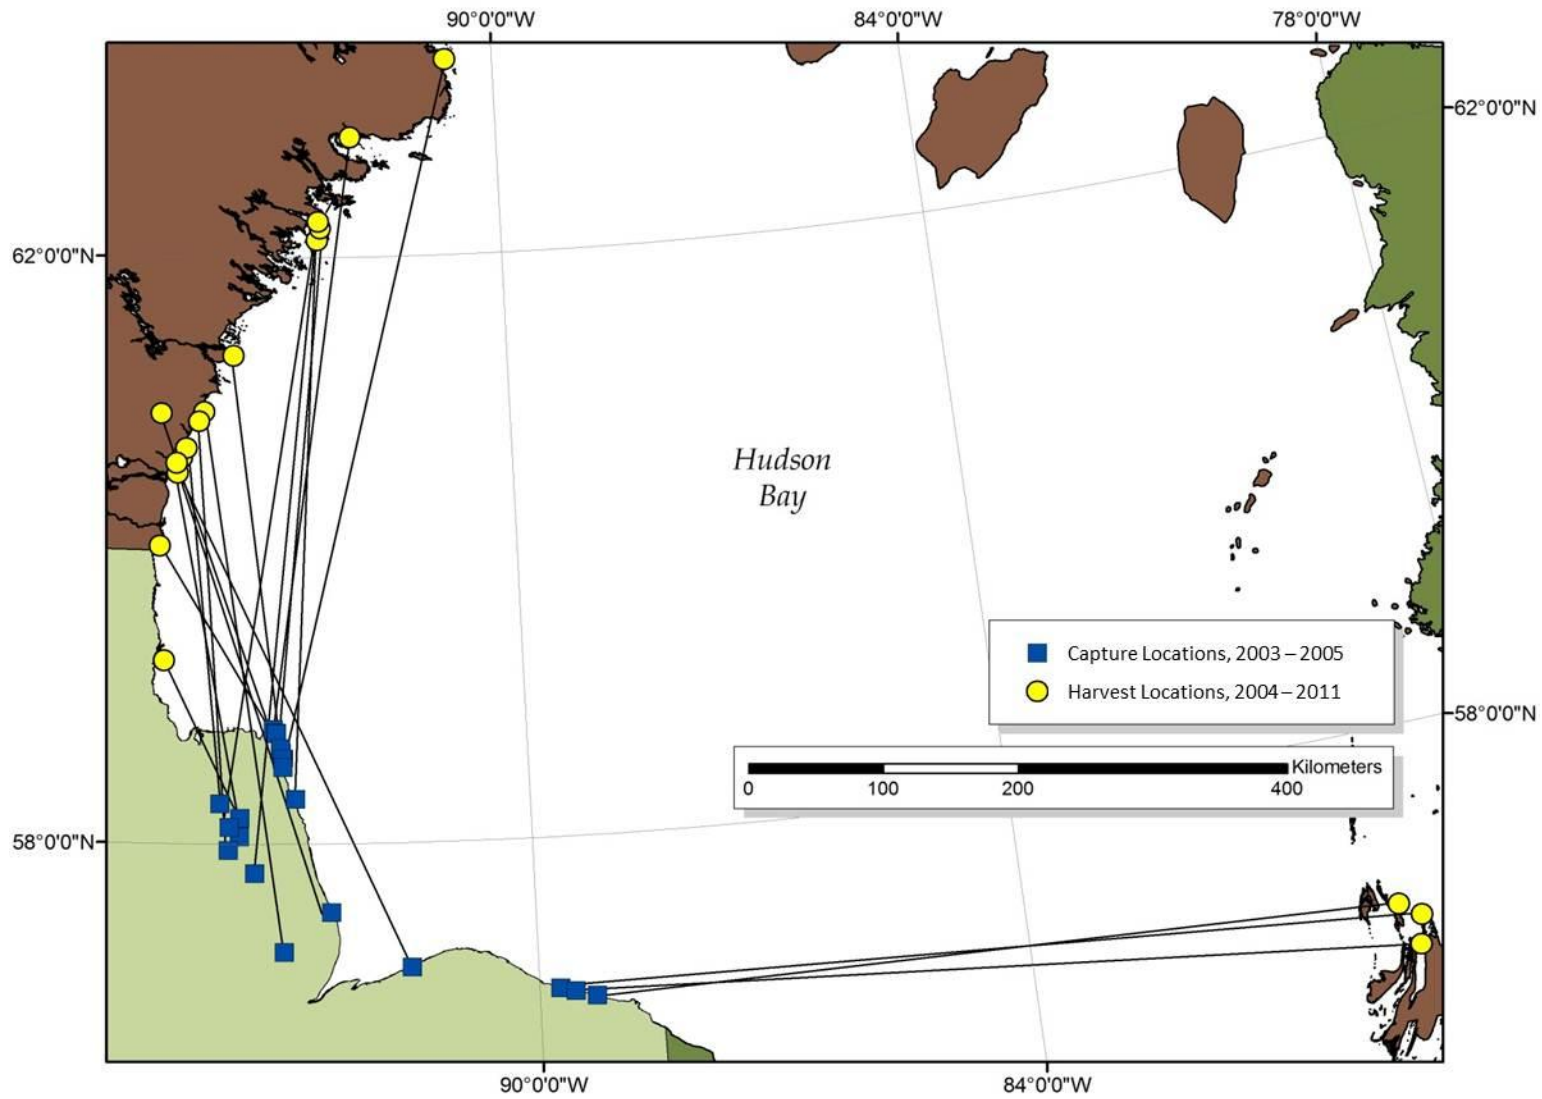 90°0'0"W 84°0'0"W 78°0'0"W
62°0'0"N
62°0'0"N
Hudson
Bay
Capture Locations, 2003 – 2005
Harvest Locations, 2004 – 2011
58°0'0"N
Kilometers
0 100 200 400
58°0'0"N
90°0'0"W 84°0'0"W